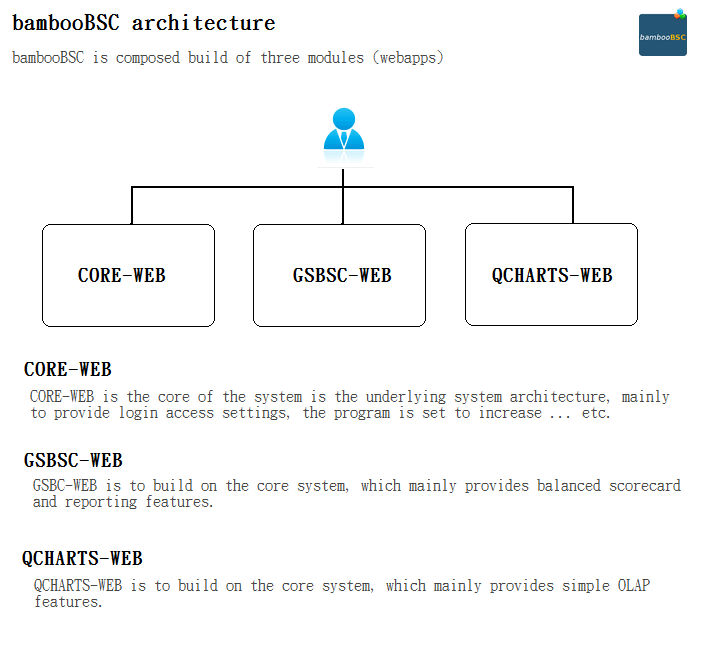 bambooBSC architecture
bambooBSC
bambooBSC is composed build of three modules (webapps)
CORE-WEB
GSBSC-WEB
QCHARTS-WEB
CORE-WEB
CORE-WEB is the core of the system is the underlying system architecture, mainly
to provide login access settings, the program is set to increase ... etc.
GSBSC-WEB
GSBC-WEB is to build on the core system, which mainly provides balanced scorecard
and reporting features.
QCHARTS-WEB
QCHARTS-WEB is to build on the core system, which mainly provides simple OLAP
features.